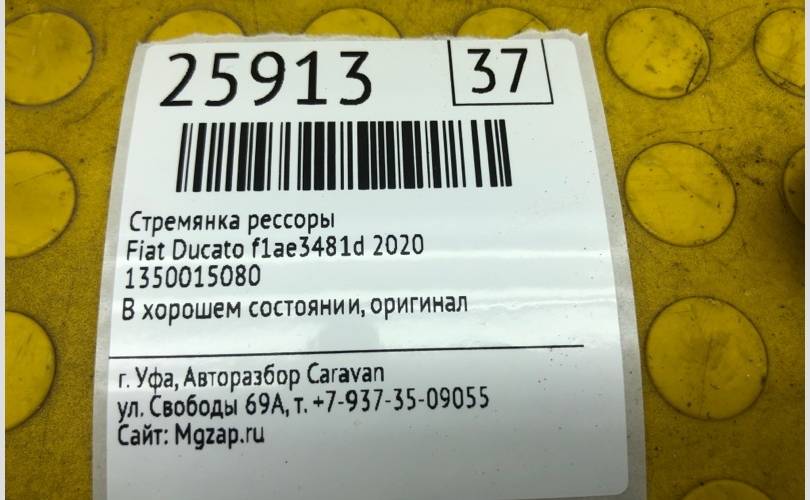 25913
37
Стремянка рессоры
Fiat Ducato f1ae3481d 2020
1350015080
В хорошем состоянии, оригинал
г. Уфа, Авторазбор Caravan
ул. Свободы 69А, т. +7-937-35-09055
Сайт: Mgzap.ru